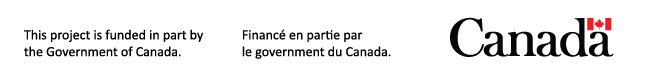 This project is funded in part by
the Government of Canada.
Financé en partie par
le government du Canada.
Canada